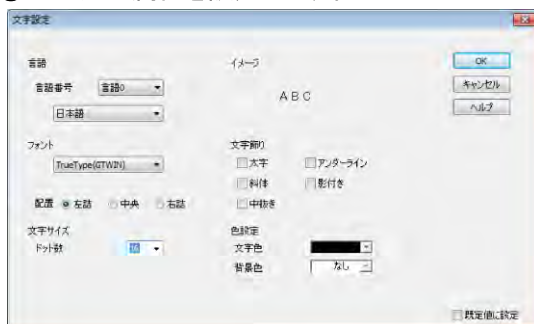 文字設定
言語
言語番号 言語0
日本語
フォント
TrueType(GTWIN)
配置 左詰 中央 右詰
文字サイズ
ドット数 16
イメージ
ABC
文字飾り
太字 アンダーライン
斜体 影付き
中抜き
色設定
文字色
背景色 なし
OK
キャンセル
ヘルプ
既定値に設定